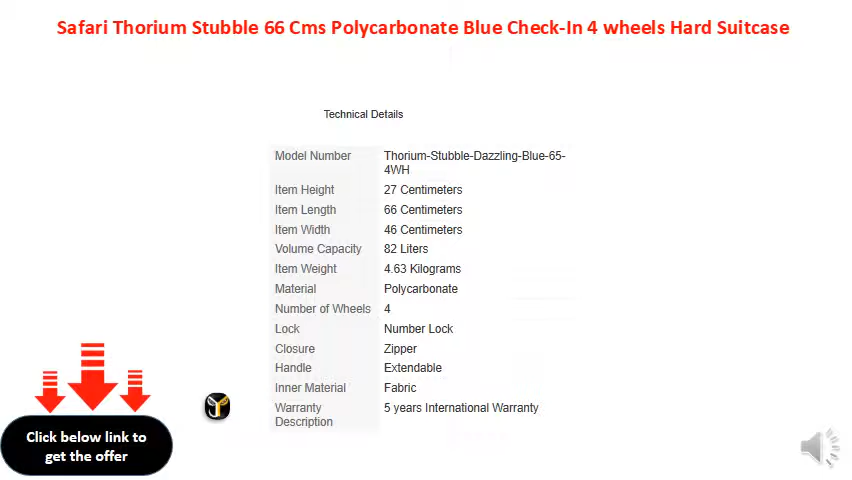 Safari Thorium Stubble 66 Cms Polycarbonate Blue Check-In 4 wheels Hard Suitcase
Technical Details
Model Number Thorium-Stubble-Dazzling-Blue-65-
4WH
Item Height 27 Centimeters
Item Length 66 Centimeters
Item Width 46 Centimeters
Volume Capacity 82 Liters
Item Weight 4.63 Kilograms
Material Polycarbonate
Number of Wheels 4
Lock Number Lock
Closure Zipper
Handle Extendable
Inner Material Fabric
Warranty 5 years International Warranty
Description
Click below link to
get the offer